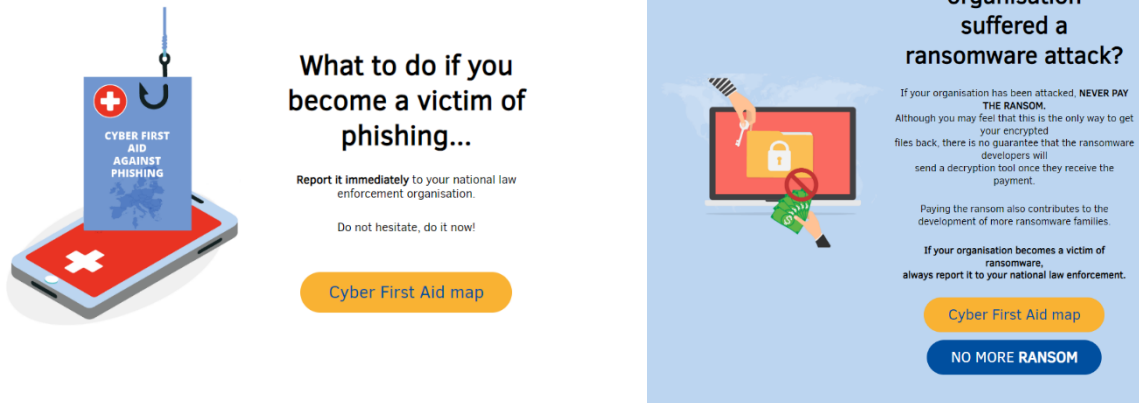 CYBER FIRST
AID
AGAINST
PHISHING
What to do if you
become a victim of
phishing...
Report it immediately to your national law
enforcement organisation.
Do not hesitate, do it now!
Cyber First Aid map
organisation
suffered a
ransomware attack?
If your organisation has been attacked, NEVER PAY
THE RANSOM.
Although you may feel that this is the only way to get
your encrypted
files back, there is no guarantee that the ransomware
developers will
send a decryption tool once they receive the
payment.
Paying the ransom also contributes to the
development of more ransomware families.
If your organisation becomes a victim of
ransomware,
always report it to your national law enforcement.
Cyber First Aid map
NO MORE RANSOM